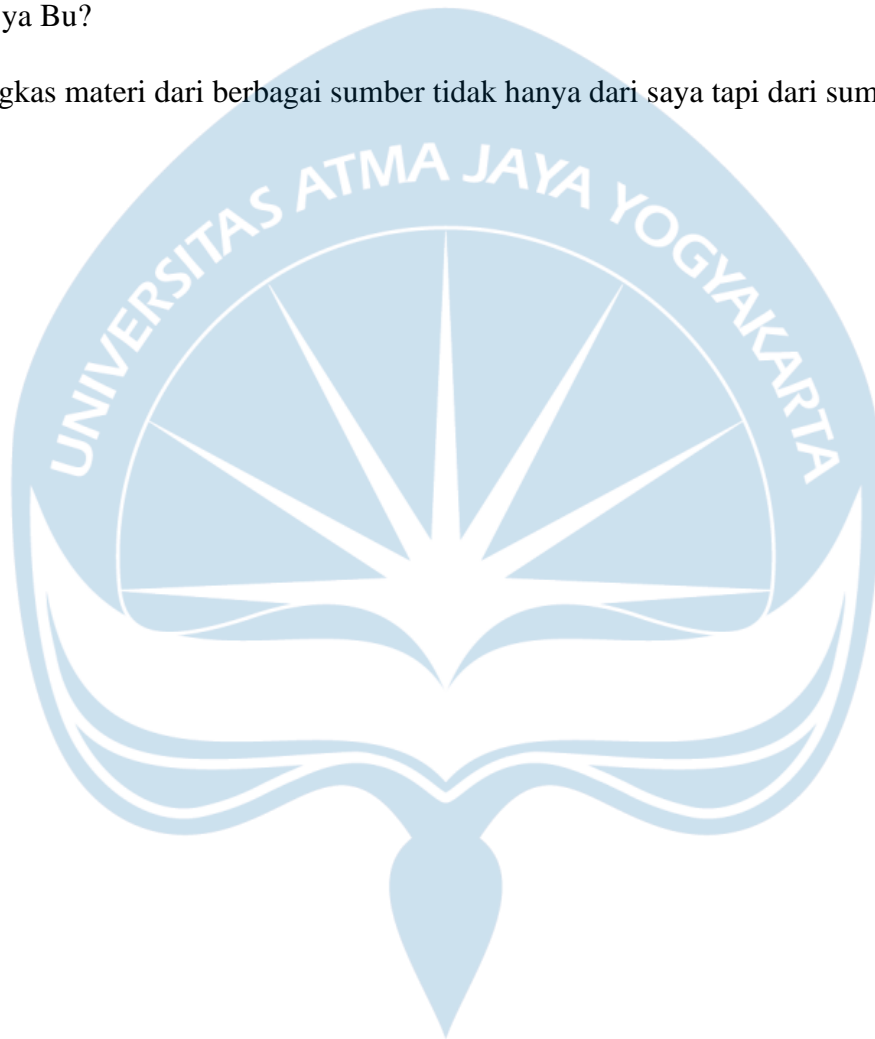 ya Bu?
gkas materi dari berbagai sumber tidak hanya dari saya tapi dari sum
UNIVERSITAS ATMA JAYA YOGYAKARTA